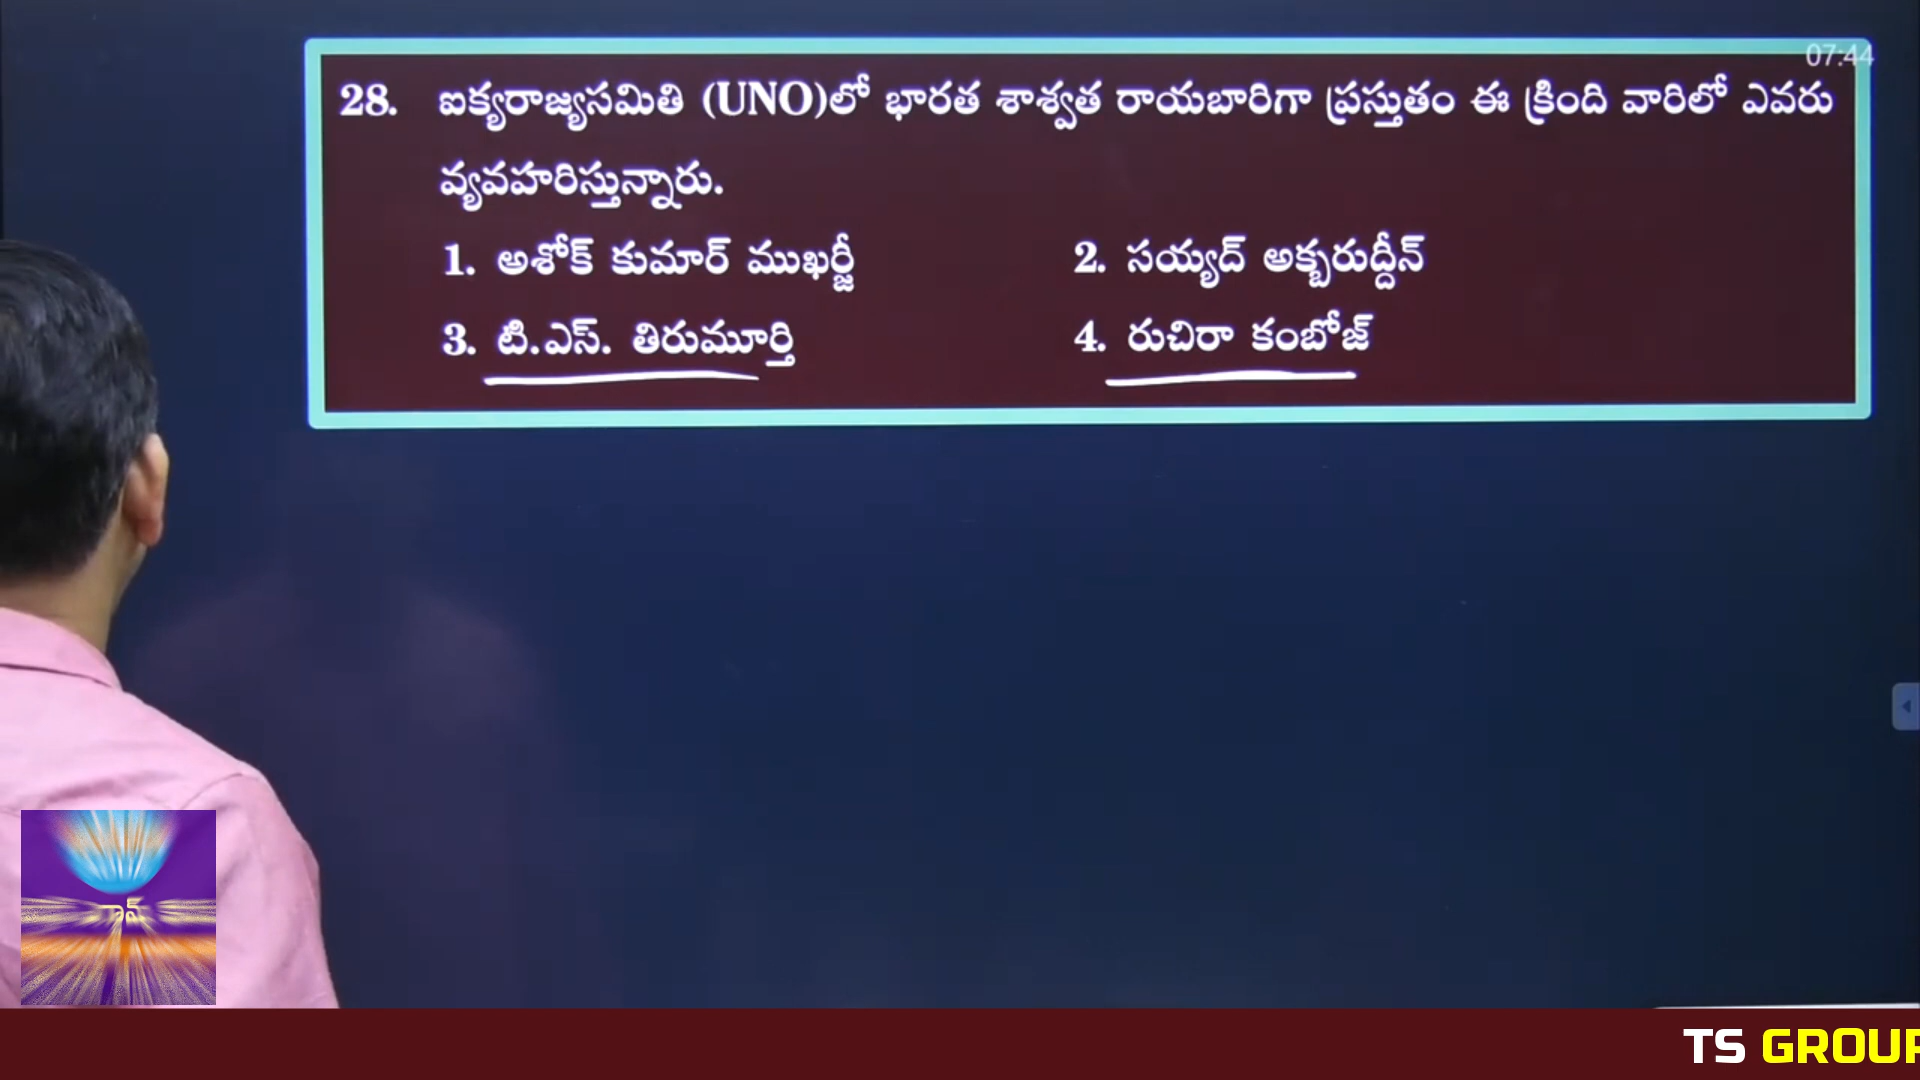 07:44
28. ఐక్యరాజ్యసమితి (UNO)లో భారత శాశ్వత రాయబారిగా ప్రస్తుతం ఈ క్రింది వారిలో ఎవరు
వ్యవహరిస్తున్నారు.
1. అశోక్ కుమార్ ముఖర్జీ 2. సయ్యద్ అక్బరుద్దీన్
3. టి.ఎస్. తిరుమూర్తి 4. రుచిరా కంబోజ్
TS GROUP